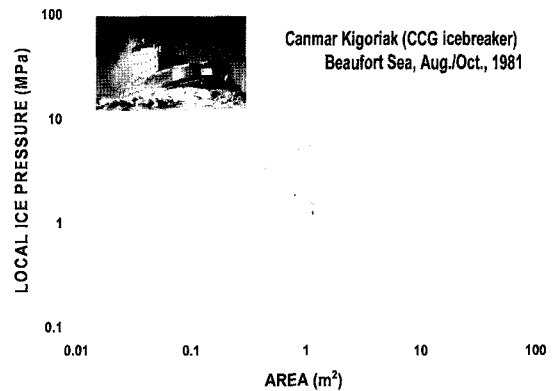 100
Canmar Kigoriak (CCG icebreaker)
Beaufort Sea, Aug./Oct., 1981
LOCAL ICE PRESSURE (MPa)
10
1
0.1
0.01
0.1
1
10
100
AREA (m²)